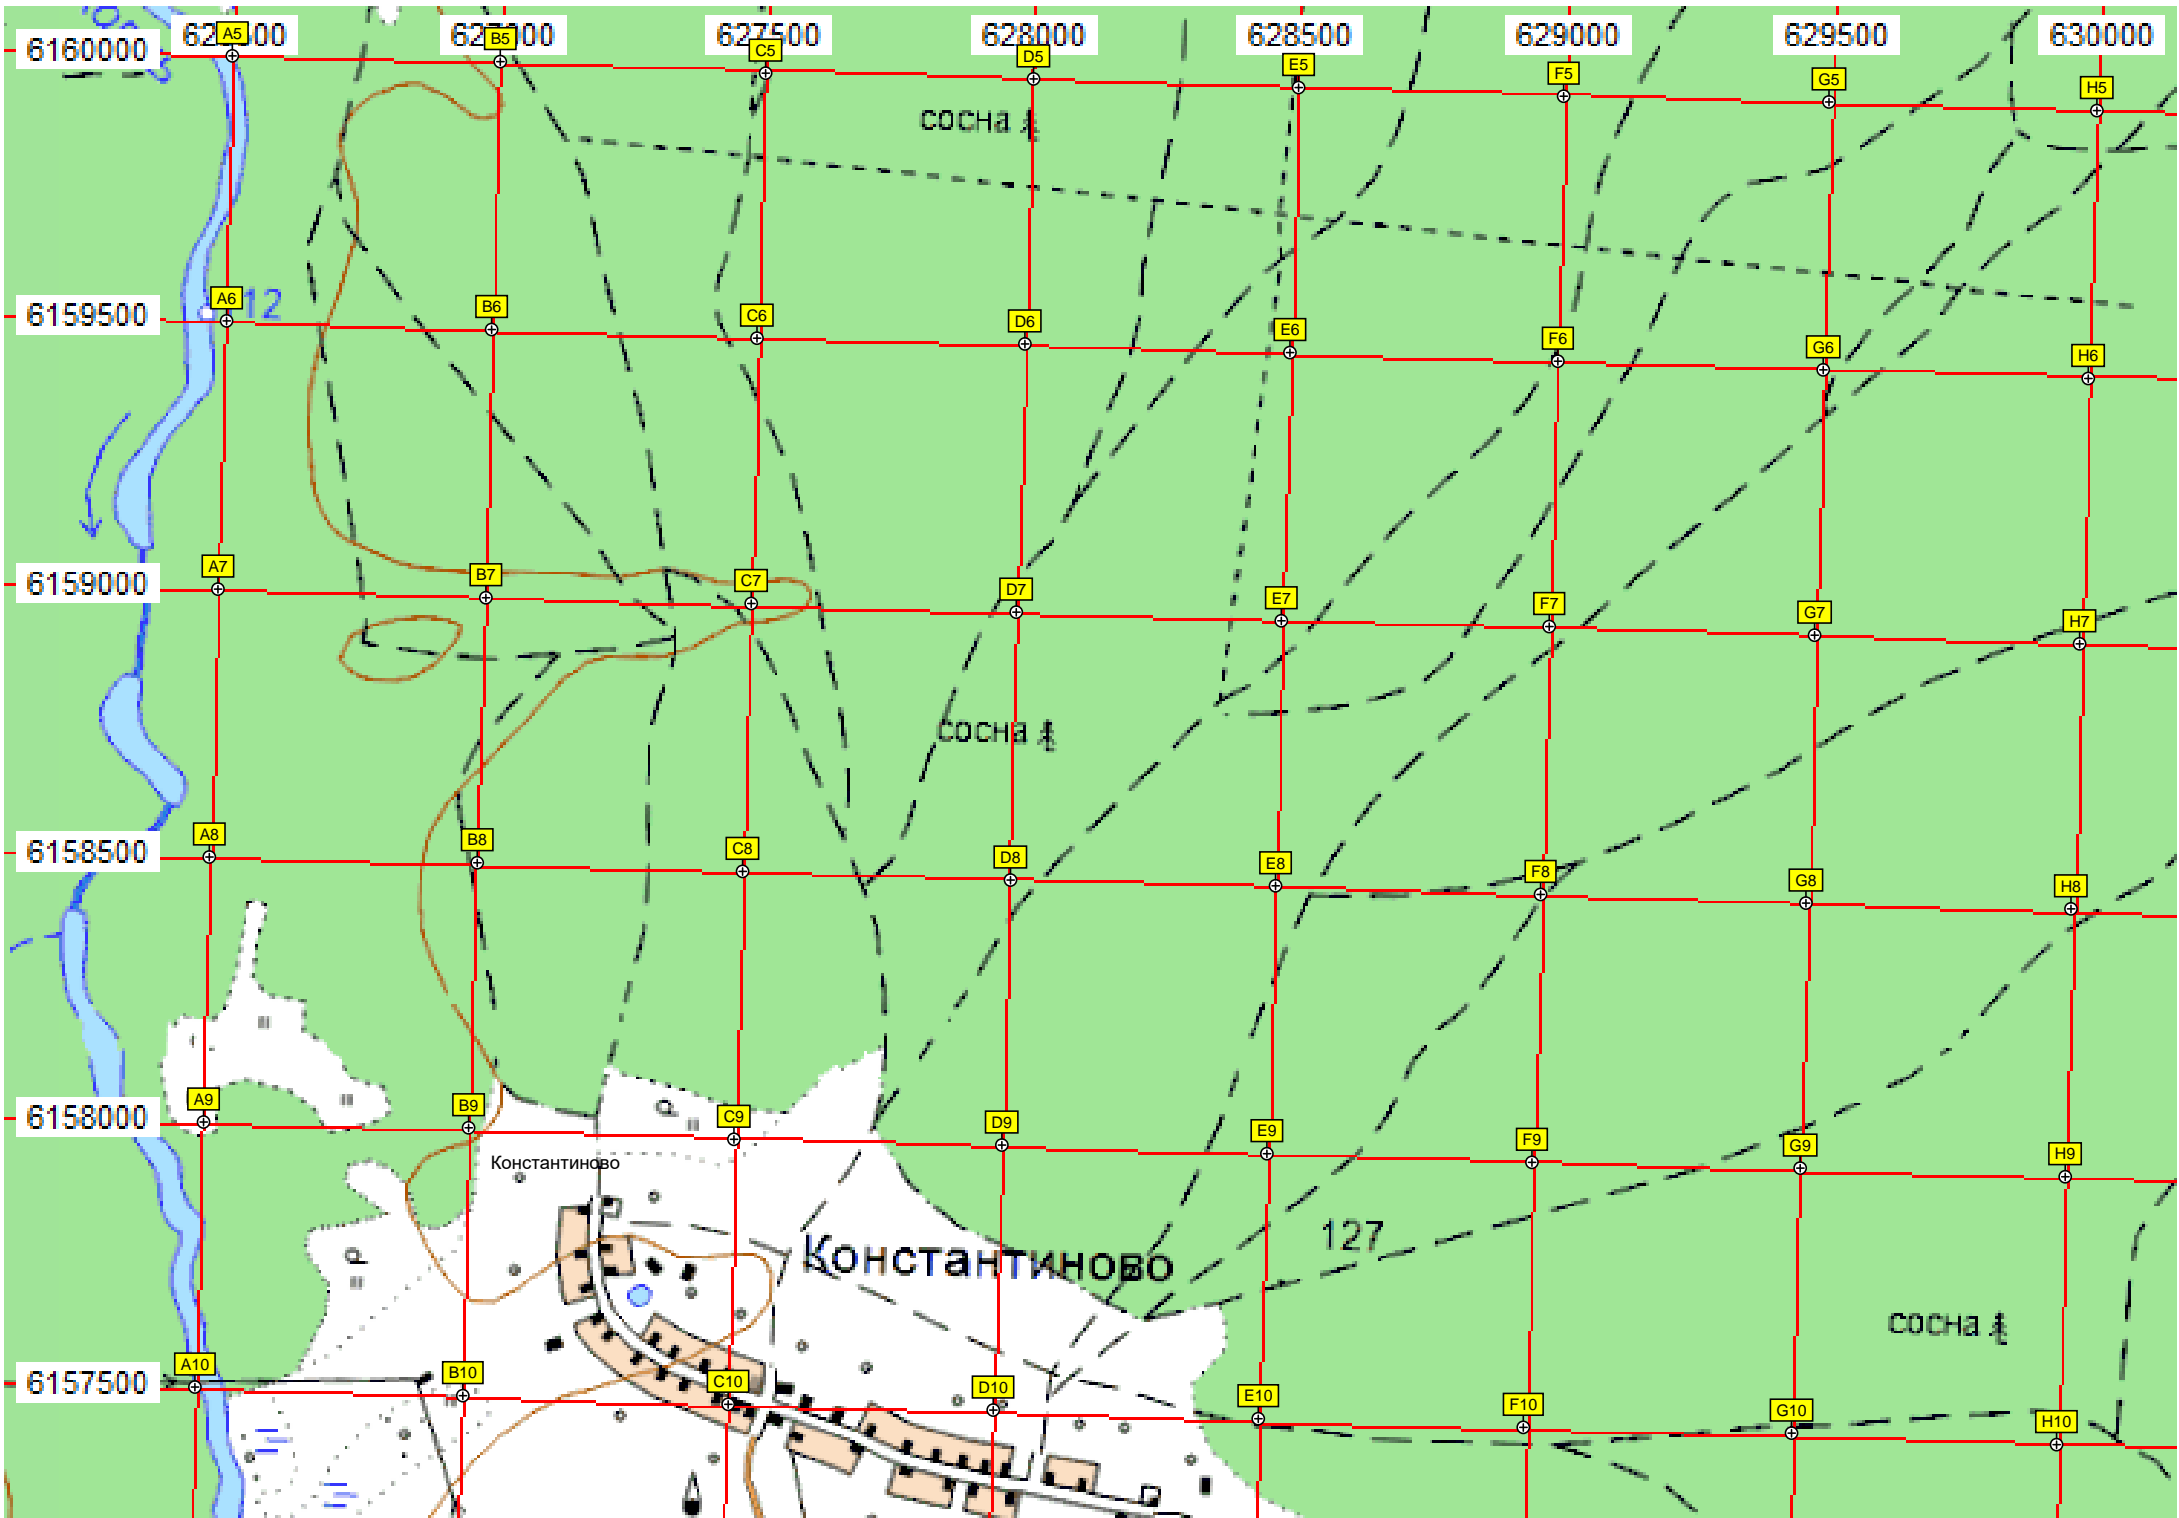 627000 627500 628000 628500 629000 629500 630000
6160000 A5 B5 C5 D5 E5 F5 G5 H5
сосна
6159500 A6 12 B6 C6 D6 E6 F6 G6 H6
6159000 A7 B7 C7 D7 E7 F7 G7 H7
сосна
6158500 A8 B8 C8 D8 E8 F8 G8 H8
6158000 A9 B9 C9 D9 E9 F9 G9 H9
р
Константиново
127
р
Константиново
сосна
6157500 A10 B10 C10 D10 E10 F10 G10 H10